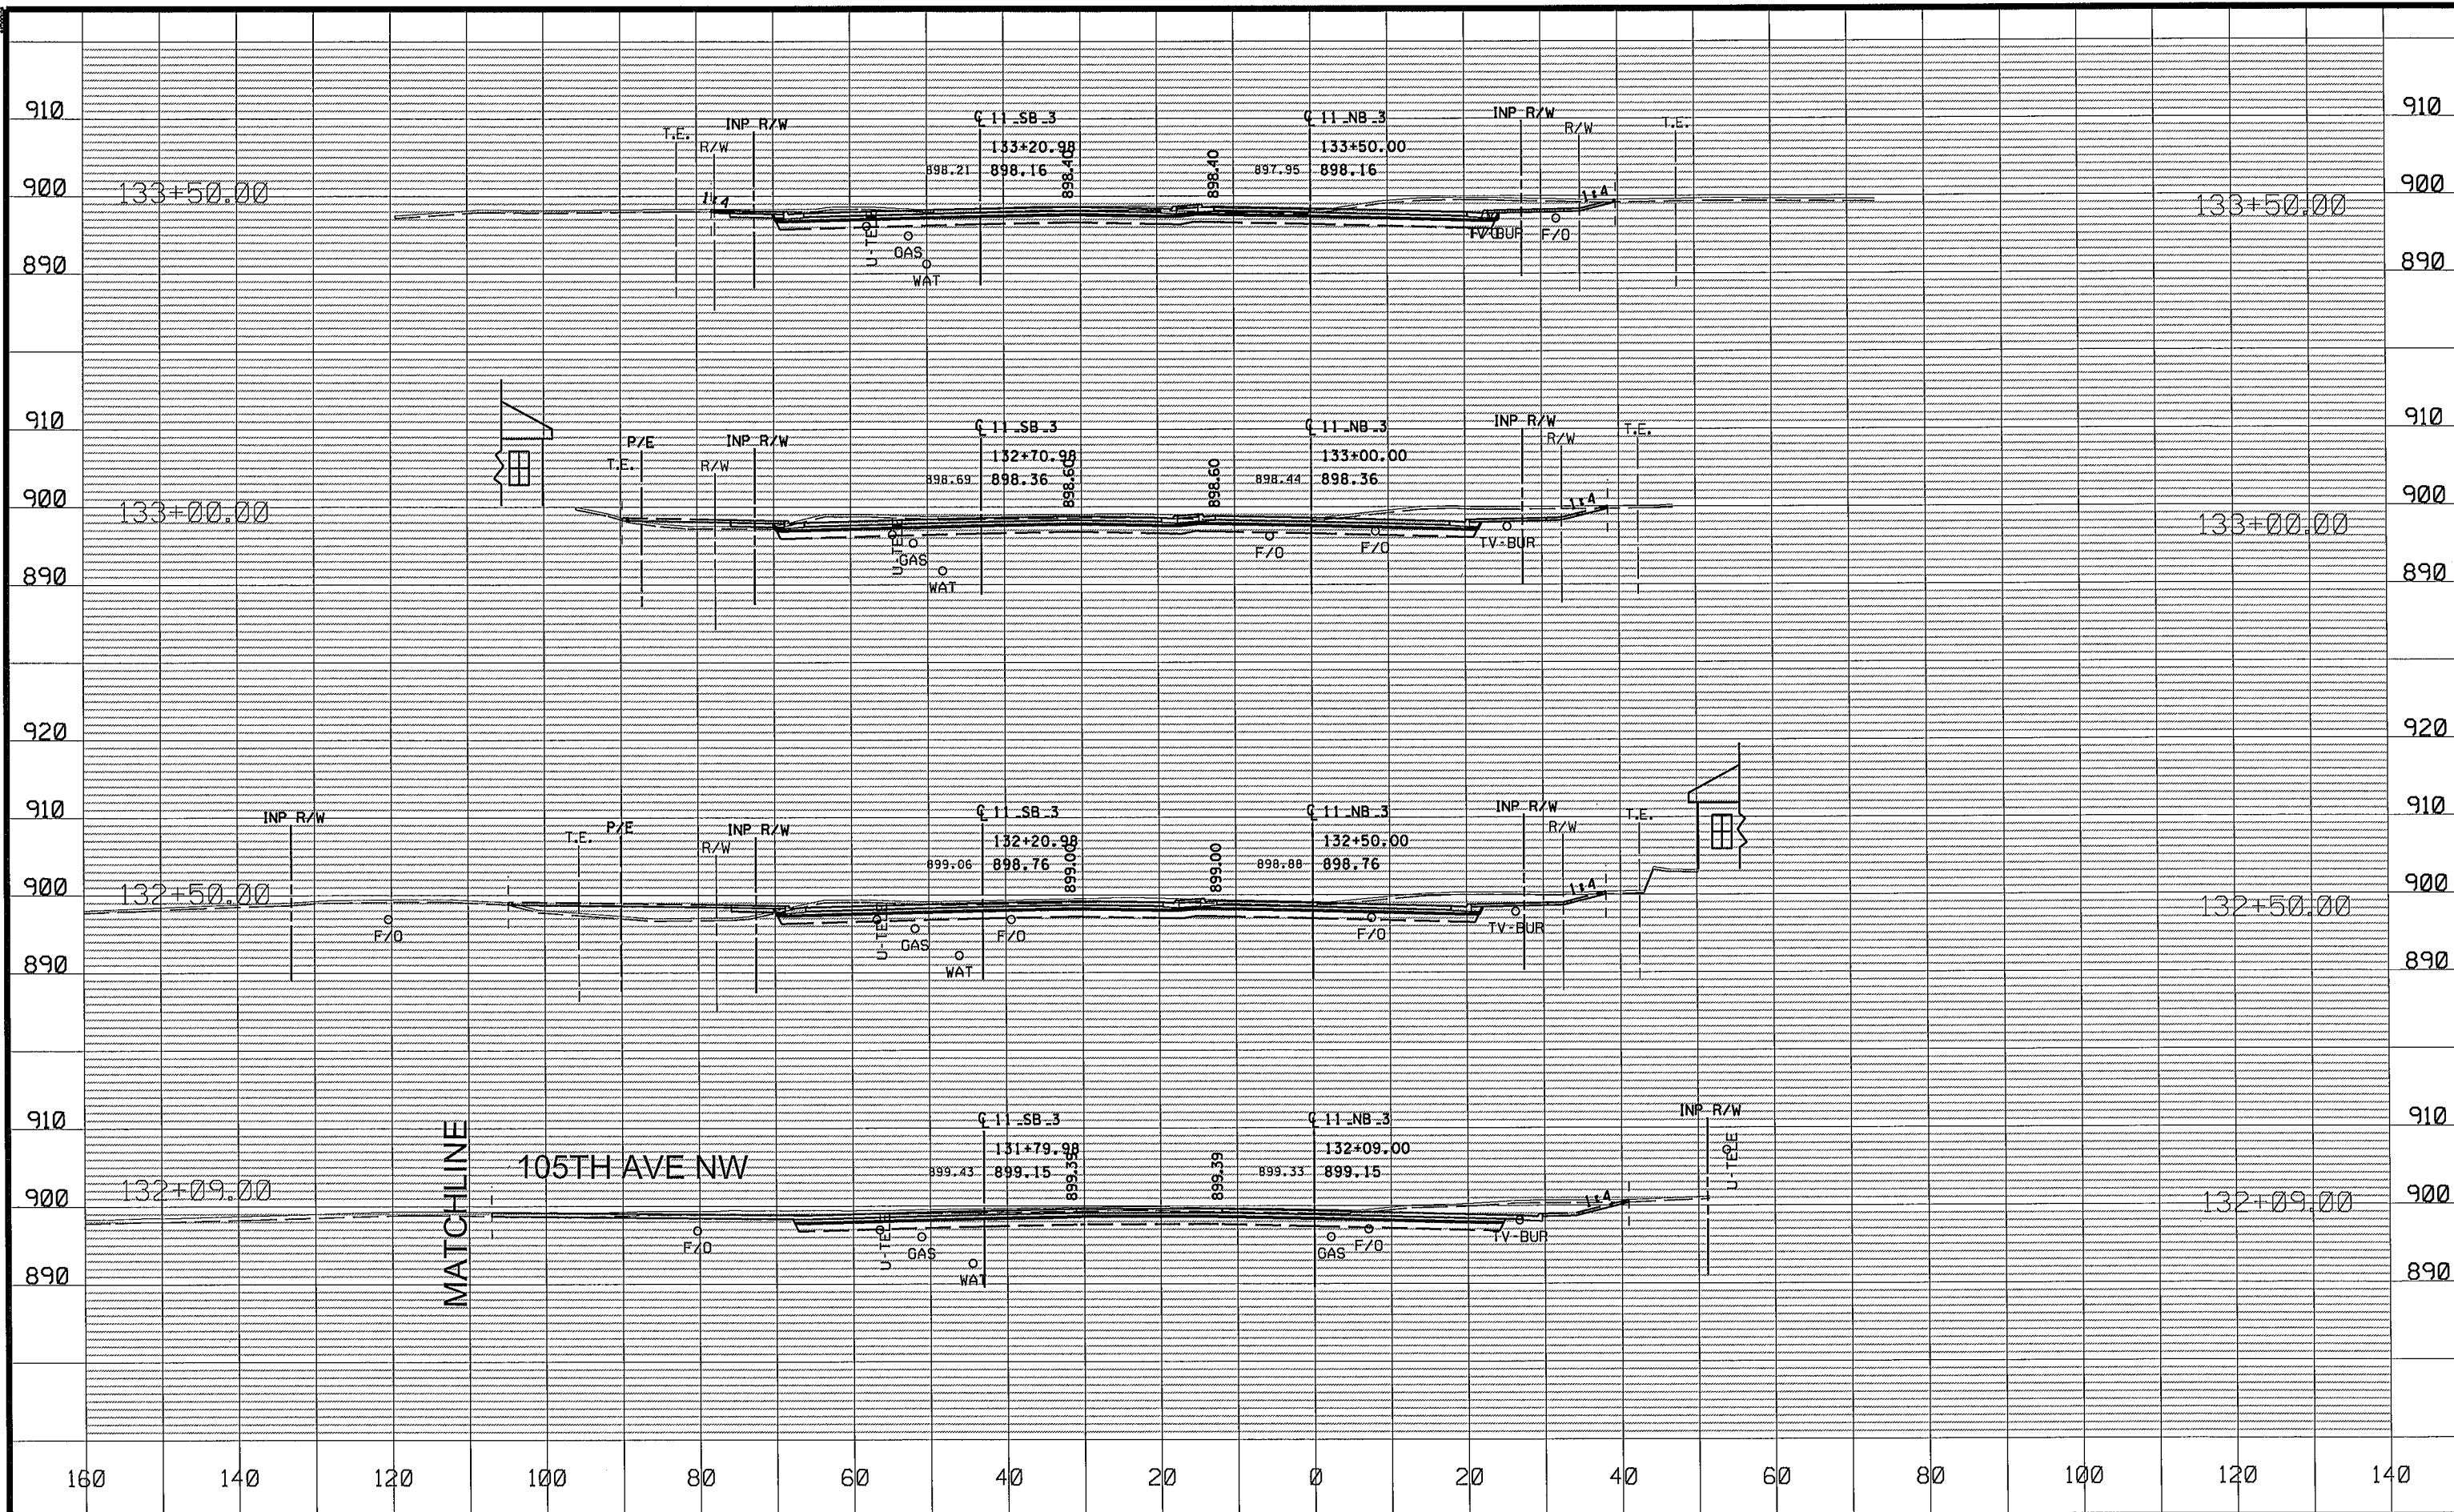 910 ₵ 11_SB_3 ₵ 11_NB_3 INP R/W 910
T.E. INP R/W R/W T.E.
R/W 133+20.98 133+50.00
898.21 898.16 898.40 898.40 897.95 898.16
900 133+50.00 1:4 1:4 900 133+50.00
U-TEL GAS TV-BUR F/O
890 WAT 890
910 P/E INP R/W ₵ 11_SB_3 ₵ 11_NB_3 INP R/W T.E. 910
T.E. R/W 132+70.98 133+00.00 R/W
898.69 898.36 898.60 898.60 898.44 898.36
900 133+00.00 1:4 900 133+00.00
U-TEL GAS F/O F/O TV-BUR
890 WAT 890
920 920
910 INP R/W ₵ 11_SB_3 ₵ 11_NB_3 INP R/W T.E. 910
T.E. P/E INP R/W R/W
R/W 132+20.98 132+50.00
899.06 898.76 899.00 899.00 898.88 898.76
900 132+50.00 1:4 900 132+50.00
F/O U-TEL GAS F/O F/O TV-BUR
890 WAT 890
910 ₵ 11_SB_3 ₵ 11_NB_3 INP R/W 910
MATCHLINE 105TH AVE NW 131+79.98 132+09.00 U-TEL
899.43 899.15 899.39 899.39 899.33 899.15
900 132+09.00 1:4 900 132+09.00
F/O U-TEL GAS GAS F/O TV-BUR
890 WAT 890
160 140 120 100 80 60 40 20 0 20 40 60 80 100 120 140